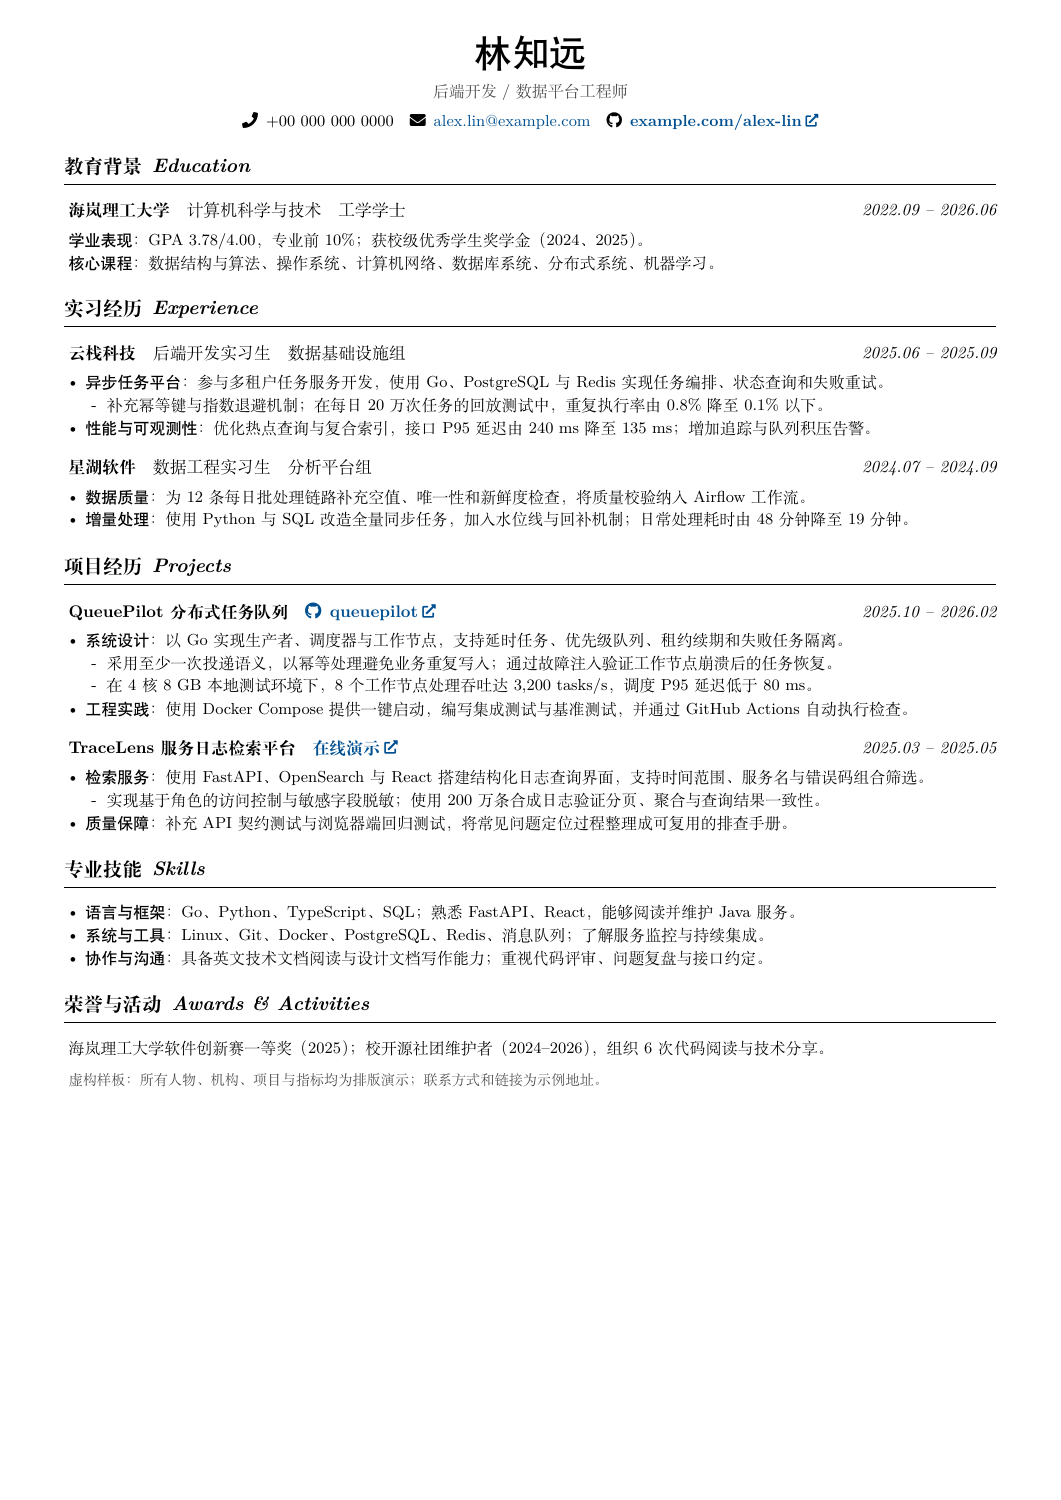 林知远
后端开发 / 数据平台工程师
+00 000 000 0000 alex.lin@example.com example.com/alex-lin
教育背景 Education
海岚理工大学 计算机科学与技术 工学学士 2022.09 – 2026.06
学业表现：GPA 3.78/4.00，专业前 10%；获校级优秀学生奖学金（2024、2025）。
核心课程：数据结构与算法、操作系统、计算机网络、数据库系统、分布式系统、机器学习。
实习经历 Experience
云栈科技 后端开发实习生 数据基础设施组 2025.06 – 2025.09
• 异步任务平台：参与多租户任务服务开发，使用 Go、PostgreSQL 与 Redis 实现任务编排、状态查询和失败重试。
- 补充幂等键与指数退避机制；在每日 20 万次任务的回放测试中，重复执行率由 0.8% 降至 0.1% 以下。
• 性能与可观测性：优化热点查询与复合索引，接口 P95 延迟由 240 ms 降至 135 ms；增加追踪与队列积压告警。
星湖软件 数据工程实习生 分析平台组 2024.07 – 2024.09
• 数据质量：为 12 条每日批处理链路补充空值、唯一性和新鲜度检查，将质量校验纳入 Airflow 工作流。
• 增量处理：使用 Python 与 SQL 改造全量同步任务，加入水位线与回补机制；日常处理耗时由 48 分钟降至 19 分钟。
项目经历 Projects
QueuePilot 分布式任务队列 queuepilot 2025.10 – 2026.02
• 系统设计：以 Go 实现生产者、调度器与工作节点，支持延时任务、优先级队列、租约续期和失败任务隔离。
- 采用至少一次投递语义，以幂等处理避免业务重复写入；通过故障注入验证工作节点崩溃后的任务恢复。
- 在 4 核 8 GB 本地测试环境下，8 个工作节点处理吞吐达 3,200 tasks/s，调度 P95 延迟低于 80 ms。
• 工程实践：使用 Docker Compose 提供一键启动，编写集成测试与基准测试，并通过 GitHub Actions 自动执行检查。
TraceLens 服务日志检索平台 在线演示 2025.03 – 2025.05
• 检索服务：使用 FastAPI、OpenSearch 与 React 搭建结构化日志查询界面，支持时间范围、服务名与错误码组合筛选。
- 实现基于角色的访问控制与敏感字段脱敏；使用 200 万条合成日志验证分页、聚合与查询结果一致性。
• 质量保障：补充 API 契约测试与浏览器端回归测试，将常见问题定位过程整理成可复用的排查手册。
专业技能 Skills
• 语言与框架：Go、Python、TypeScript、SQL；熟悉 FastAPI、React，能够阅读并维护 Java 服务。
• 系统与工具：Linux、Git、Docker、PostgreSQL、Redis、消息队列；了解服务监控与持续集成。
• 协作与沟通：具备英文技术文档阅读与设计文档写作能力；重视代码评审、问题复盘与接口约定。
荣誉与活动 Awards & Activities
海岚理工大学软件创新赛一等奖（2025）；校开源社团维护者（2024–2026），组织 6 次代码阅读与技术分享。
虚构样板：所有人物、机构、项目与指标均为排版演示；联系方式和链接为示例地址。